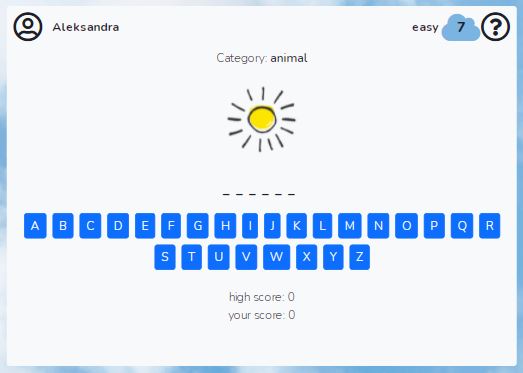 Aleksandra easy 7 ?
Category: animal
_ _ _ _ _ _
A B C D E F G H I J K L M N O P Q R
S T U V W X Y Z
high score: 0
your score: 0